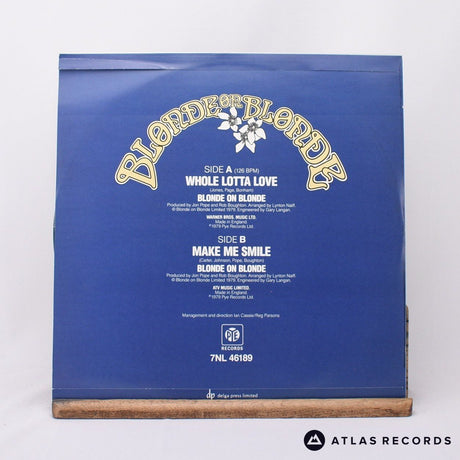 BLONDE ON BLONDE
SIDE A (126 BPM)
WHOLE LOTTA LOVE
(Jones, Page, Bonham)
BLONDE ON BLONDE
Produced by Jon Pope and Rob Boughton. Arranged by Lynton Naiff.
© Blonde on Blonde Limited 1979. Engineered by Gary Langan.
WARNER BROS. MUSIC LTD.
Made in England.
℗1979 Pye Records Ltd.
SIDE B
MAKE ME SMILE
(Carter, Johnson, Pope, Boughton)
BLONDE ON BLONDE
Produced by Jon Pope and Rob Boughton. Arranged by Lynton Naiff.
© Blonde on Blonde Limited 1979. Engineered by Gary Langan.
ATV MUSIC LIMITED.
Made in England.
℗1979 Pye Records Ltd.
Management and direction Ian Cassie/Reg Parsons
PYE
RECORDS
7NL 46189
dp delga press limited
ATLAS RECORDS